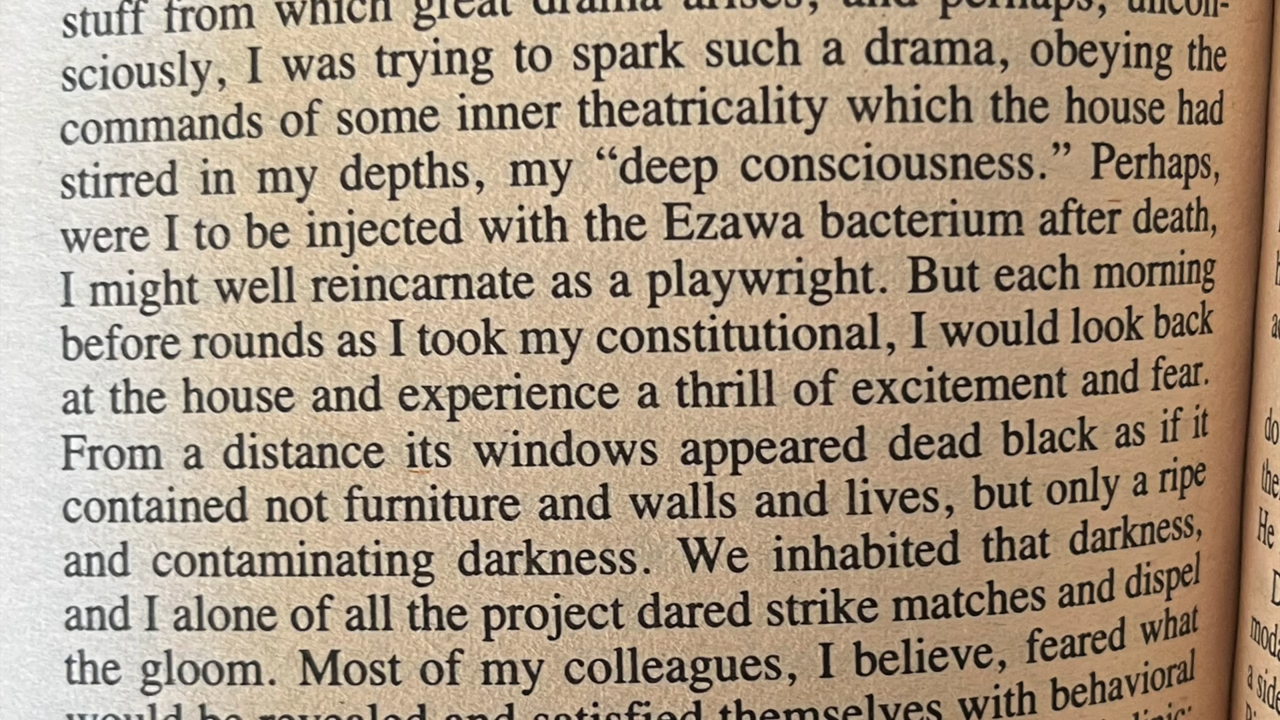 stuff from which great drama arises, and perhaps, uncon-
sciously, I was trying to spark such a drama, obeying the
commands of some inner theatricality which the house had
stirred in my depths, my “deep consciousness.” Perhaps,
were I to be injected with the Ezawa bacterium after death,
I might well reincarnate as a playwright. But each morning
before rounds as I took my constitutional, I would look back
at the house and experience a thrill of excitement and fear.
From a distance its windows appeared dead black as if it
contained not furniture and walls and lives, but only a ripe
and contaminating darkness. We inhabited that darkness,
and I alone of all the project dared strike matches and dispel
the gloom. Most of my colleagues, I believe, feared what
would be revealed and satisfied themselves with behavioral
do
the
He
a sid